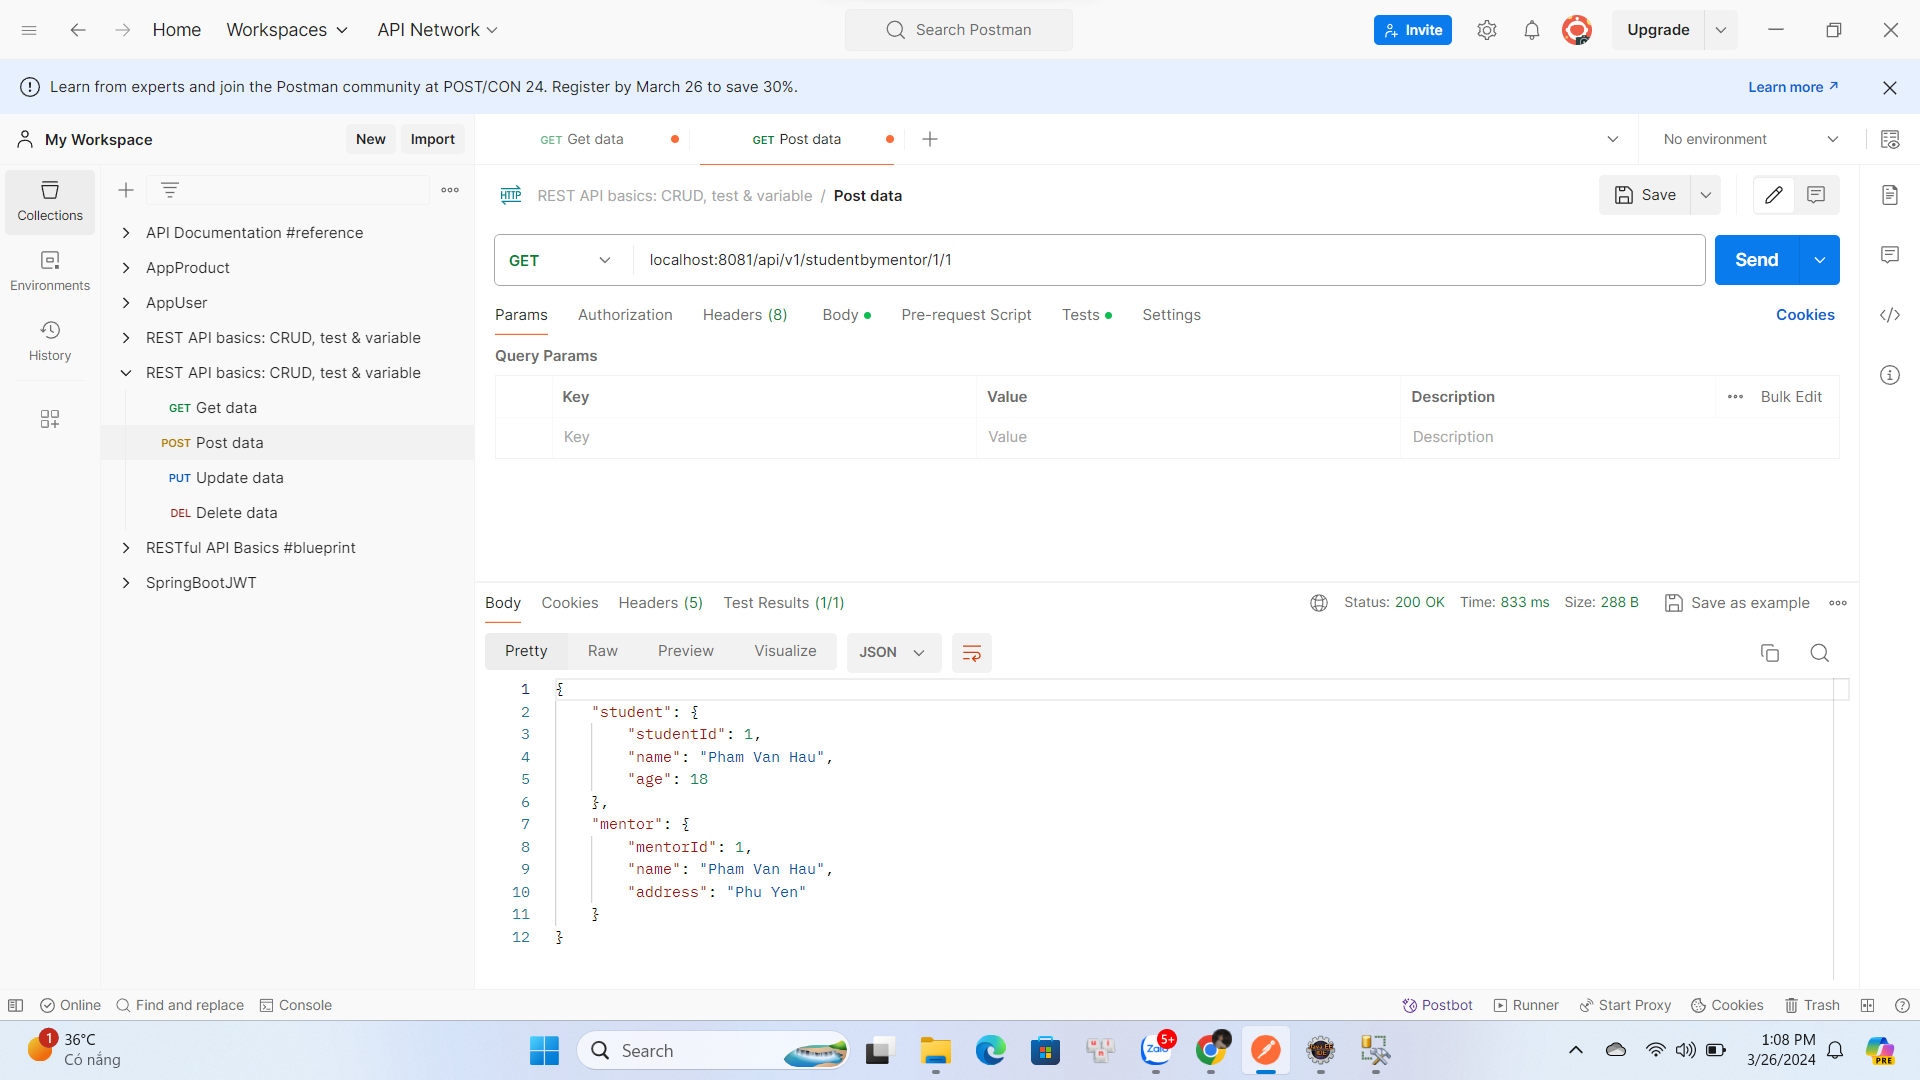 Home Workspaces API Network Search Postman Invite Upgrade
Learn from experts and join the Postman community at POST/CON 24. Register by March 26 to save 30%. Learn more
My Workspace New Import GET Get data GET Post data No environment
Collections
Environments
History
API Documentation #reference
AppProduct
AppUser
REST API basics: CRUD, test & variable
REST API basics: CRUD, test & variable
GET Get data
POST Post data
PUT Update data
DEL Delete data
RESTful API Basics #blueprint
SpringBootJWT
HTTP REST API basics: CRUD, test & variable / Post data Save
GET localhost:8081/api/v1/studentbymentor/1/1 Send
Params Authorization Headers (8) Body Pre-request Script Tests Settings Cookies
Query Params
Key Value Description Bulk Edit
Key Value Description
Body Cookies Headers (5) Test Results (1/1) Status: 200 OK Time: 833 ms Size: 288 B Save as example
Pretty Raw Preview Visualize JSON
1 {
2 "student": {
3 "studentId": 1,
4 "name": "Pham Van Hau",
5 "age": 18
6 },
7 "mentor": {
8 "mentorId": 1,
9 "name": "Pham Van Hau",
10 "address": "Phu Yen"
11 }
12 }
Online Find and replace Console Postbot Runner Start Proxy Cookies Trash
1 36°C
Có nắng
Search
Zalo 5+
1:08 PM
3/26/2024
PRE